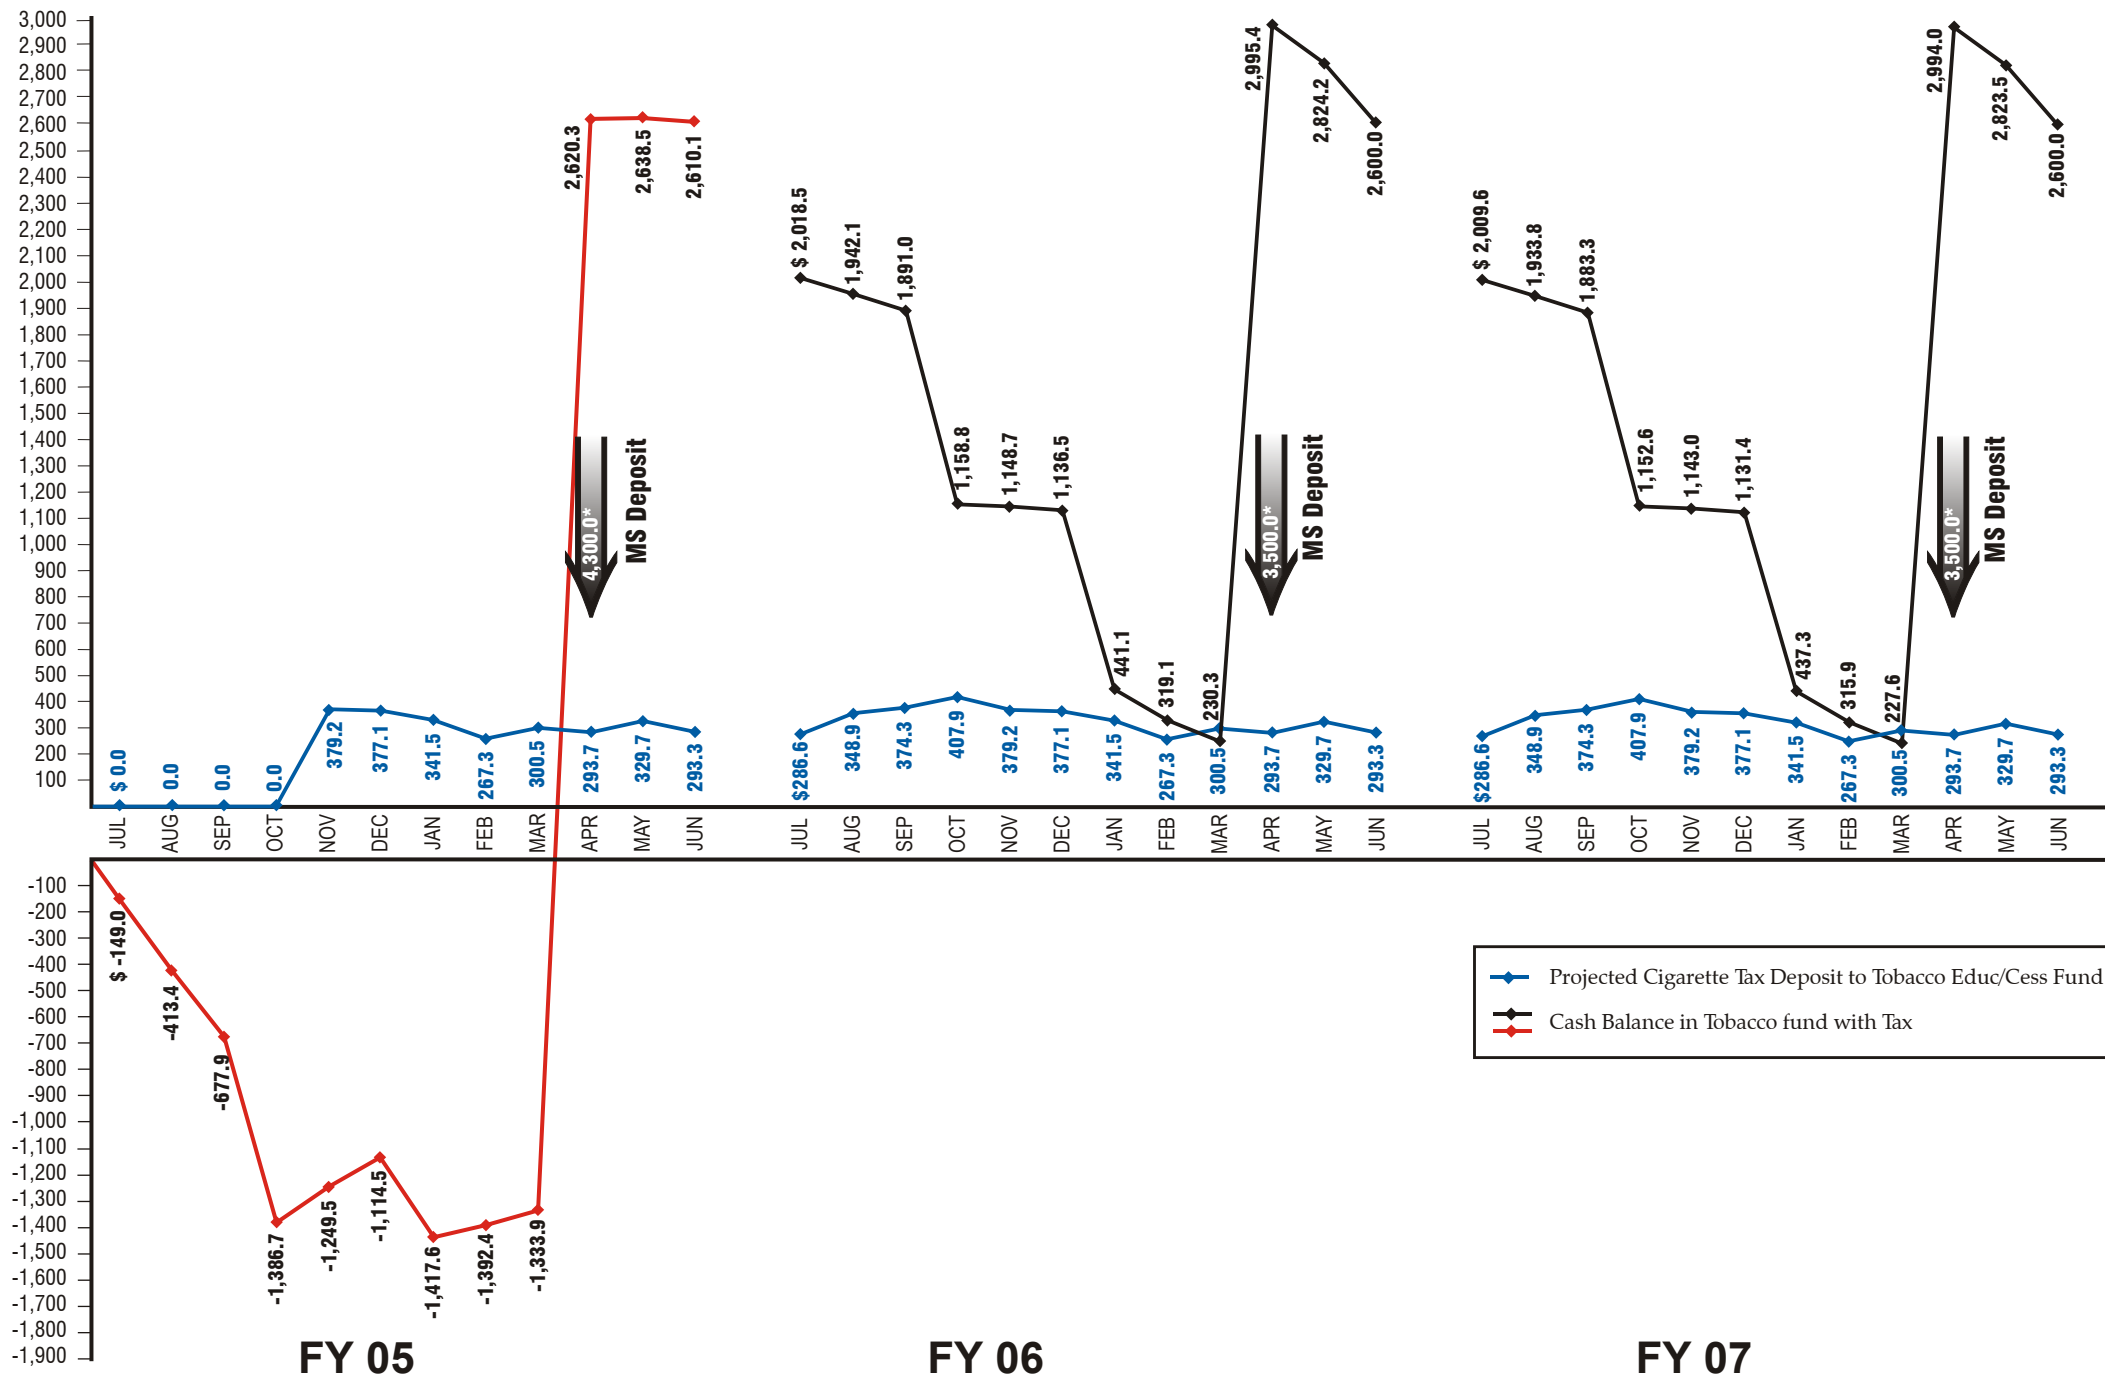 3,000
2,900
2,800
2,700
2,600
2,500
2,400
2,300
2,200
2,100
2,000
1,900
1,800
1,700
1,600
1,500
1,400
1,300
1,200
1,100
1,000
900
800
700
600
500
400
300
200
100
-100
-200
-300
-400
-500
-600
-700
-800
-900
-1,000
-1,100
-1,200
-1,300
-1,400
-1,500
-1,600
-1,700
-1,800
-1,900
$ 0.0
0.0
0.0
0.0
379.2
377.1
341.5
267.3
300.5
293.7
329.7
293.3
2,620.3
2,638.5
2,610.1
4,300.0*
MS Deposit
JUL
AUG
SEP
OCT
NOV
DEC
JAN
FEB
MAR
APR
MAY
JUN
$ -149.0
-413.4
-677.9
-1,386.7
-1,249.5
-1,114.5
-1,417.6
-1,392.4
-1,333.9
FY 05
$ 2,018.5
1,942.1
1,891.0
1,158.8
1,148.7
1,136.5
441.1
319.1
230.3
2,995.4
2,824.2
2,600.0
3,500.0*
MS Deposit
$286.6
348.9
374.3
407.9
379.2
377.1
341.5
267.3
300.5
293.7
329.7
293.3
JUL
AUG
SEP
OCT
NOV
DEC
JAN
FEB
MAR
APR
MAY
JUN
FY 06
$ 2,009.6
1,933.8
1,883.3
1,152.6
1,143.0
1,131.4
437.3
315.9
227.6
2,994.0
2,823.5
2,600.0
3,500.0*
MS Deposit
$286.6
348.9
374.3
407.9
379.2
377.1
341.5
267.3
300.5
293.7
329.7
293.3
JUL
AUG
SEP
OCT
NOV
DEC
JAN
FEB
MAR
APR
MAY
JUN
Projected Cigarette Tax Deposit to Tobacco Educ/Cess Fund
Cash Balance in Tobacco fund with Tax
FY 07